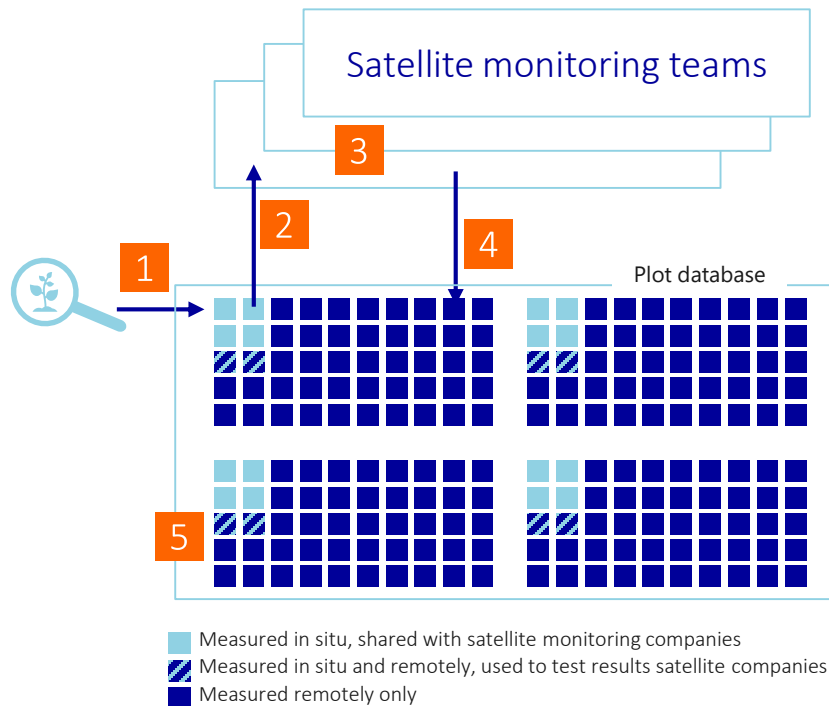 Satellite monitoring teams
3
2
4
1
Plot database
5
Measured in situ, shared with satellite monitoring companies
Measured in situ and remotely, used to test results satellite companies
Measured remotely only